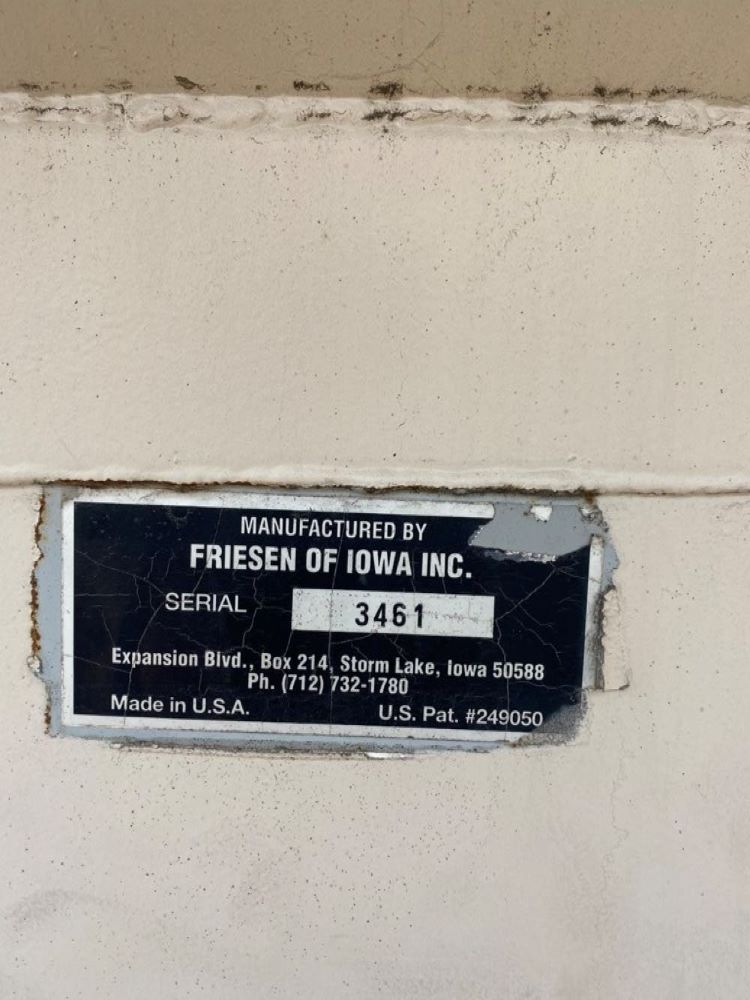 MANUFACTURED BY
FRIESEN OF IOWA INC.
SERIAL 3461
Expansion Blvd., Box 214, Storm Lake, Iowa 50588
Ph. (712) 732-1780
Made in U.S.A. U.S. Pat. #249050